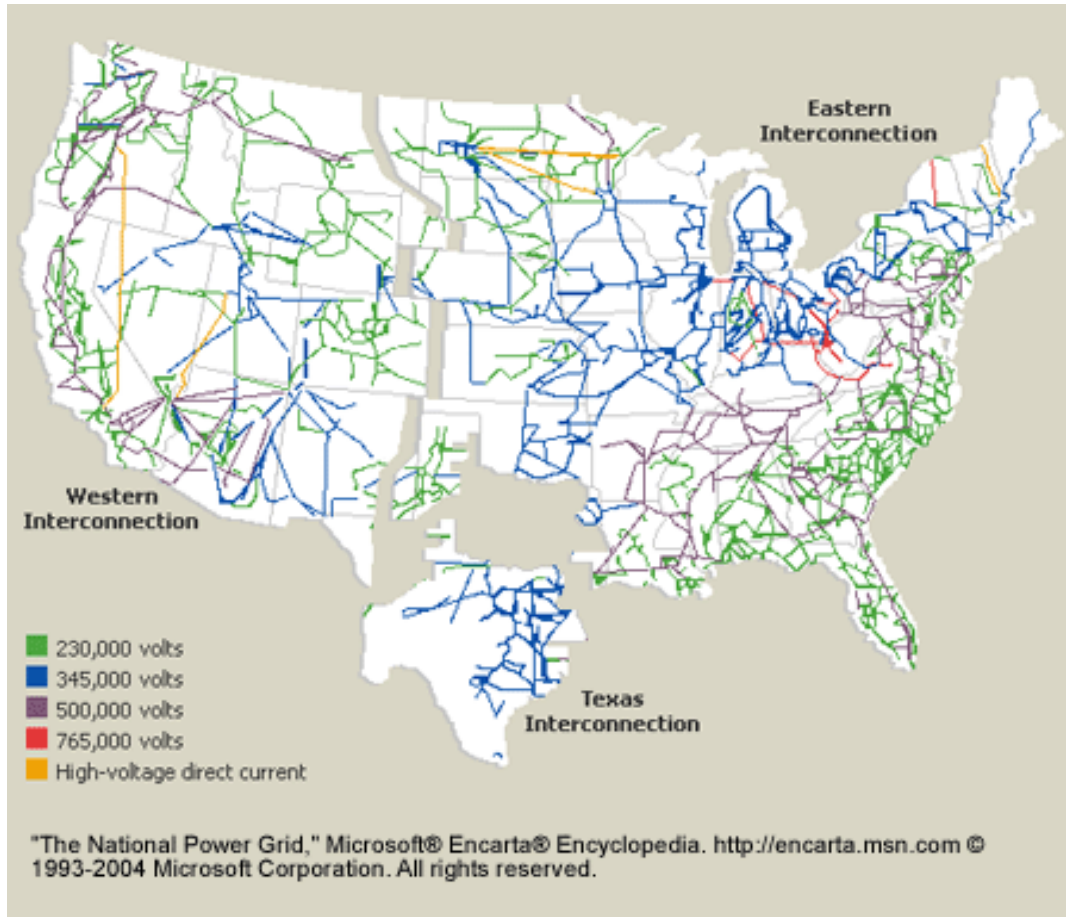 Eastern
Interconnection
Western
Interconnection
Texas
Interconnection
230,000 volts
345,000 volts
500,000 volts
765,000 volts
High-voltage direct current
"The National Power Grid," Microsoft® Encarta® Encyclopedia. http://encarta.msn.com ©
1993-2004 Microsoft Corporation. All rights reserved.